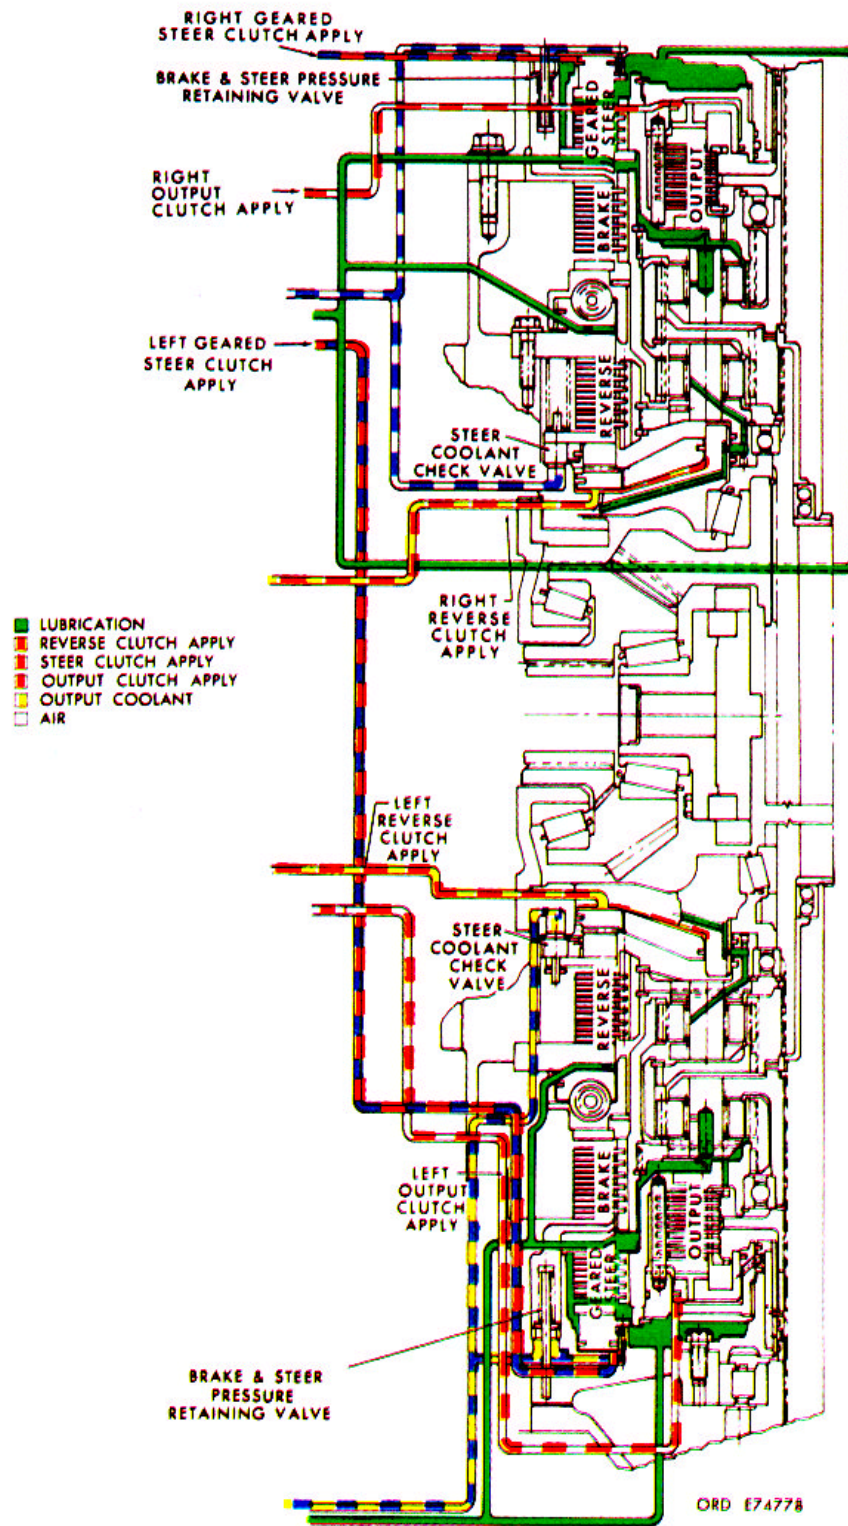 RIGHT GEARED
STEER CLUTCH APPLY
BRAKE & STEER PRESSURE
RETAINING VALVE
GEARED
STEER
RIGHT
OUTPUT
CLUTCH APPLY
OUTPUT
BRAKE
LEFT GEARED
STEER CLUTCH
APPLY
REVERSE
STEER
COOLANT
CHECK VALVE
RIGHT
REVERSE
CLUTCH
APPLY
LUBRICATION
REVERSE CLUTCH APPLY
STEER CLUTCH APPLY
OUTPUT CLUTCH APPLY
OUTPUT COOLANT
AIR
LEFT
REVERSE
CLUTCH
APPLY
STEER
COOLANT
CHECK
VALVE
REVERSE
BRAKE
LEFT
OUTPUT
CLUTCH
APPLY
OUTPUT
GEARED
STEER
BRAKE & STEER
PRESSURE
RETAINING VALVE
ORD E74778